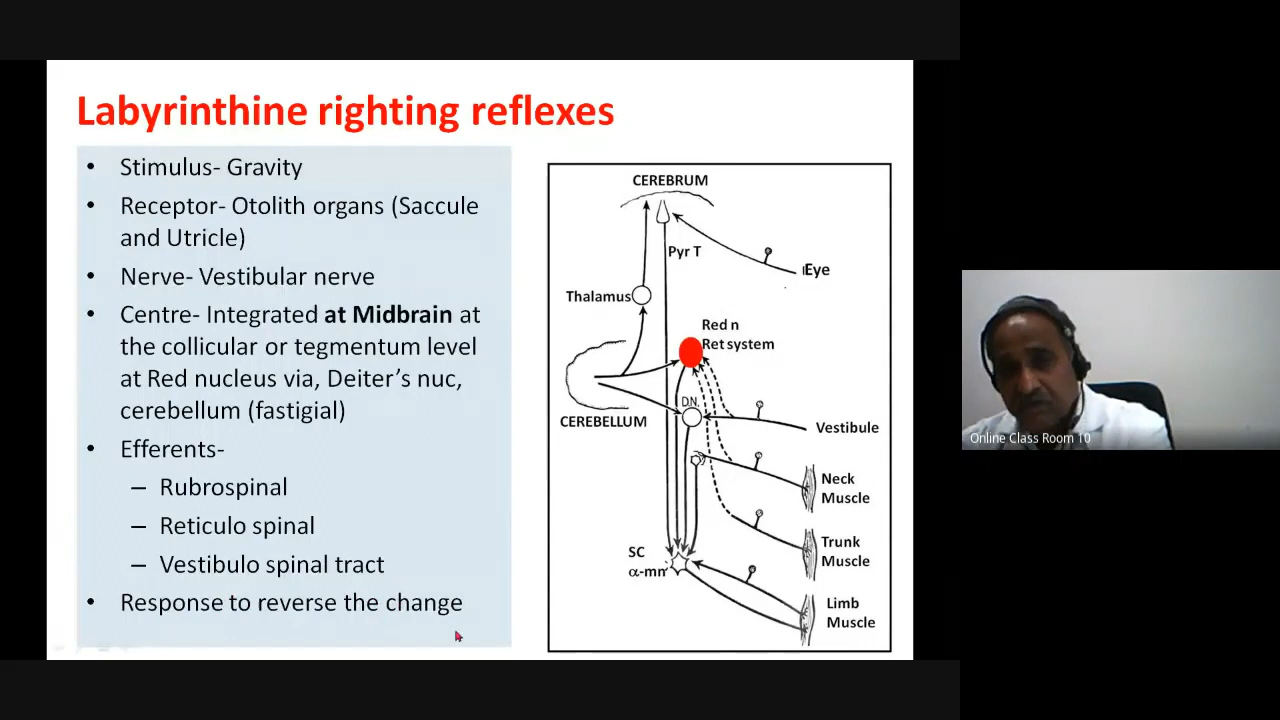 Labyrinthine righting reflexes
• Stimulus- Gravity
• Receptor- Otolith organs (Saccule
and Utricle)
• Nerve- Vestibular nerve
• Centre- Integrated at Midbrain at
the collicular or tegmentum level
at Red nucleus via, Deiter’s nuc,
cerebellum (fastigial)
• Efferents-
– Rubrospinal
– Reticulo spinal
– Vestibulo spinal tract
• Response to reverse the change
CEREBRUM
Pyr T
Eye
Thalamus
Red n
Ret system
D.N.
CEREBELLUM
Vestibule
Neck
Muscle
Trunk
Muscle
SC
α-mn
Limb
Muscle
Online Class Room 10